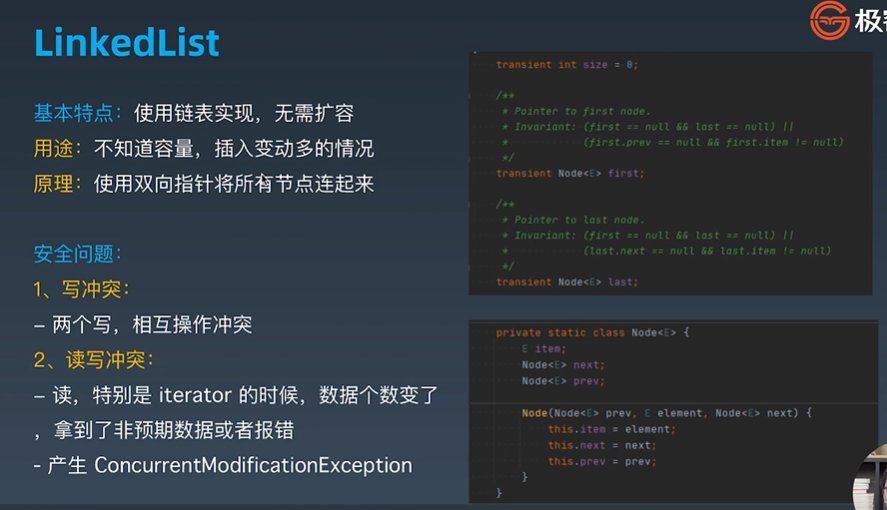 LinkedList
极
基本特点：使用链表实现，无需扩容
用途：不知道容量，插入变动多的情况
原理：使用双向指针将所有节点连起来
安全问题：
1、写冲突：
– 两个写，相互操作冲突
2、读写冲突：
– 读，特别是 iterator 的时候，数据个数变了
，拿到了非预期数据或者报错
- 产生 ConcurrentModificationException
transient int size = 0;
/**
* Pointer to first node.
* Invariant: (first == null && last == null) ||
* (first.prev == null && first.item != null)
*/
transient Node<E> first;
/**
* Pointer to last node.
* Invariant: (first == null && last == null) ||
* (last.next == null && last.item != null)
*/
transient Node<E> last;
private static class Node<E> {
E item;
Node<E> next;
Node<E> prev;
Node(Node<E> prev, E element, Node<E> next) {
this.item = element;
this.next = next;
this.prev = prev;
}
}